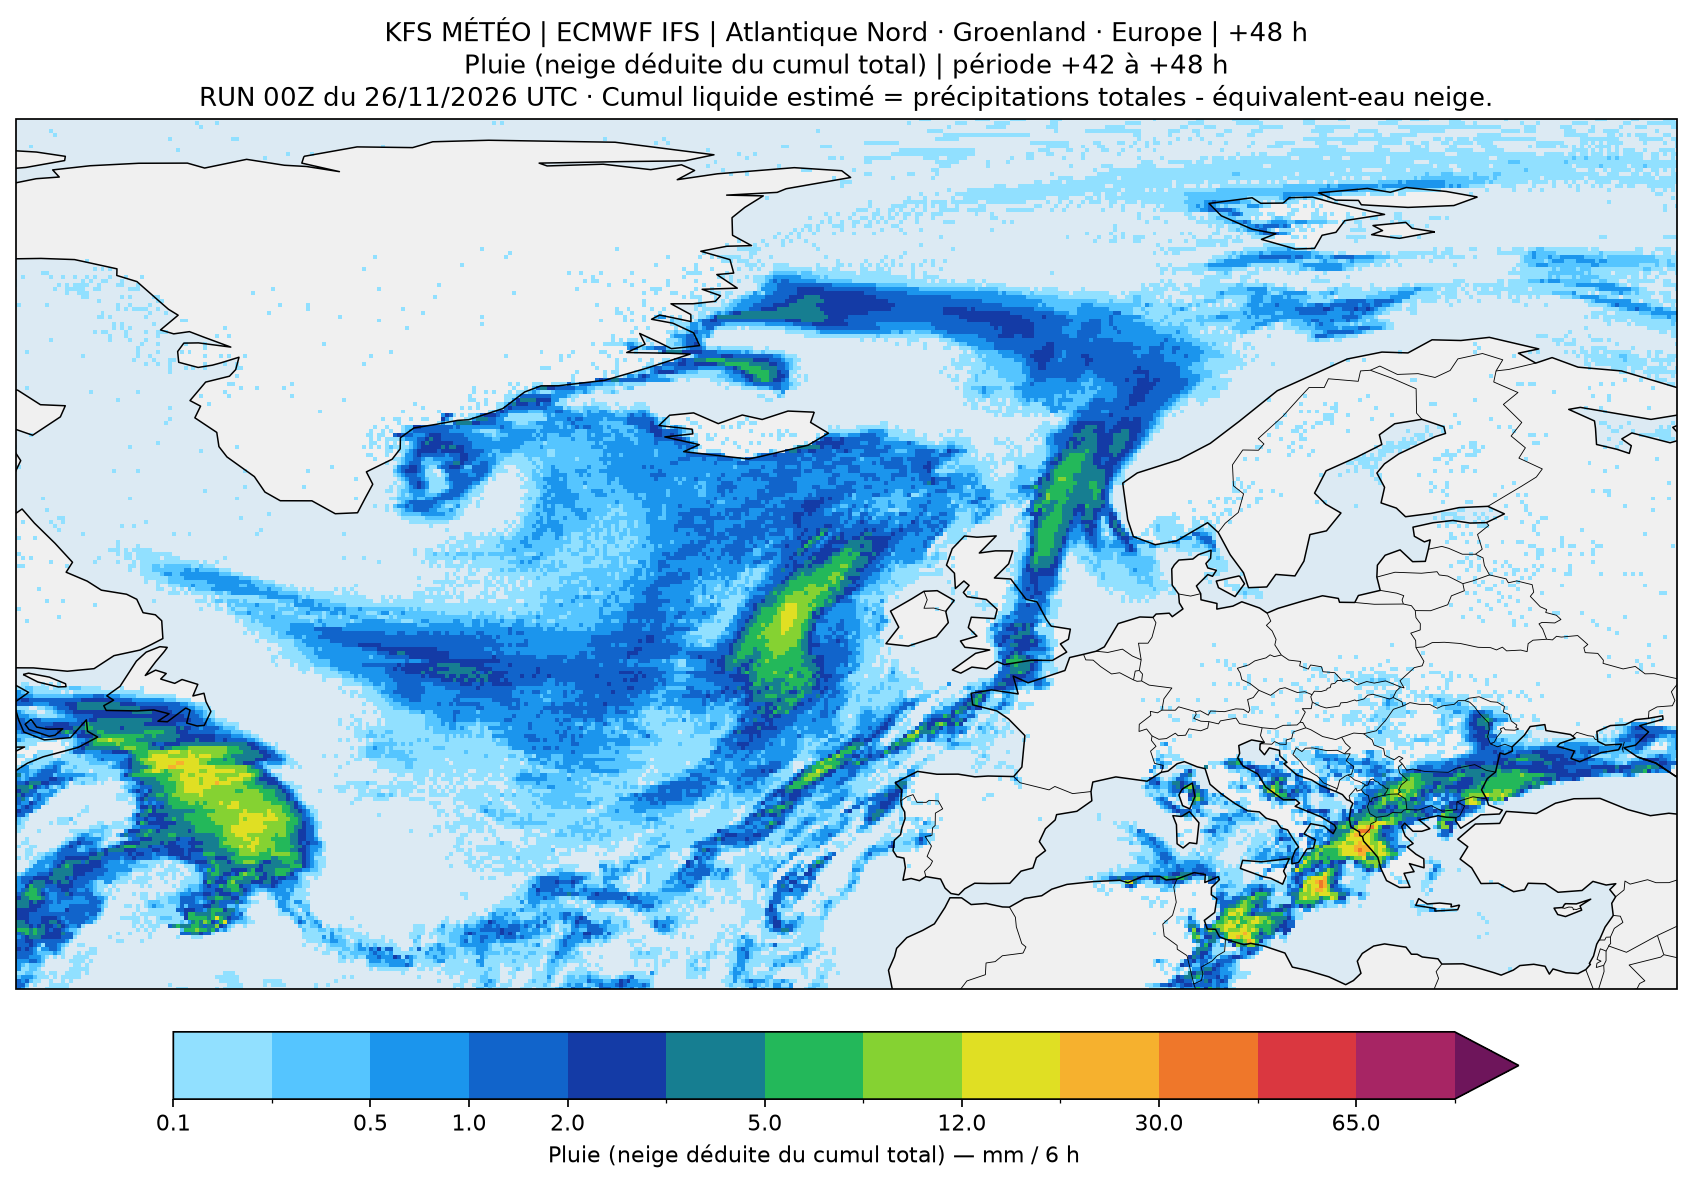 KFS MÉTÉO | ECMWF IFS | Atlantique Nord · Groenland · Europe | +48 h
Pluie (neige déduite du cumul total) | période +42 à +48 h
RUN 00Z du 26/11/2026 UTC · Cumul liquide estimé = précipitations totales - équivalent-eau neige.
0.1 0.5 1.0 2.0 5.0 12.0 30.0 65.0
Pluie (neige déduite du cumul total) — mm / 6 h